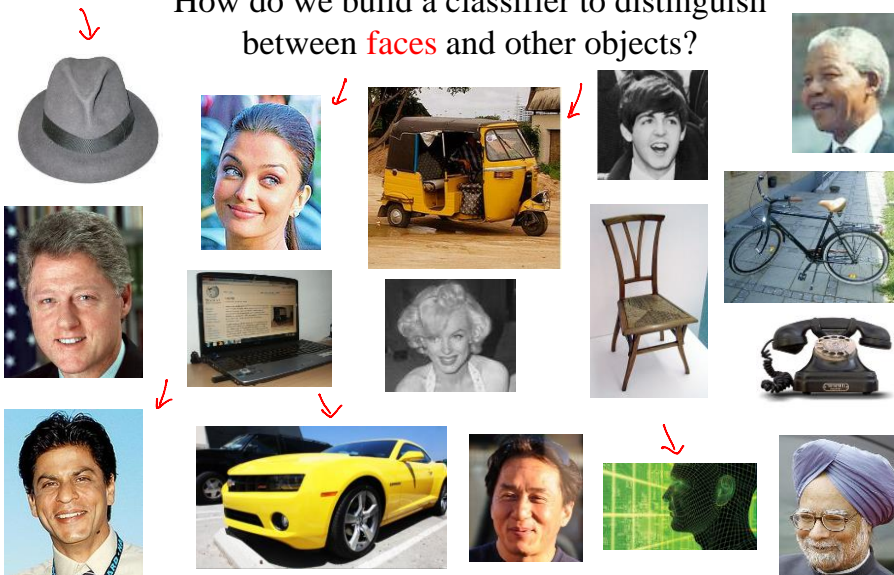 How do we build a classifier to distinguish
between faces and other objects?